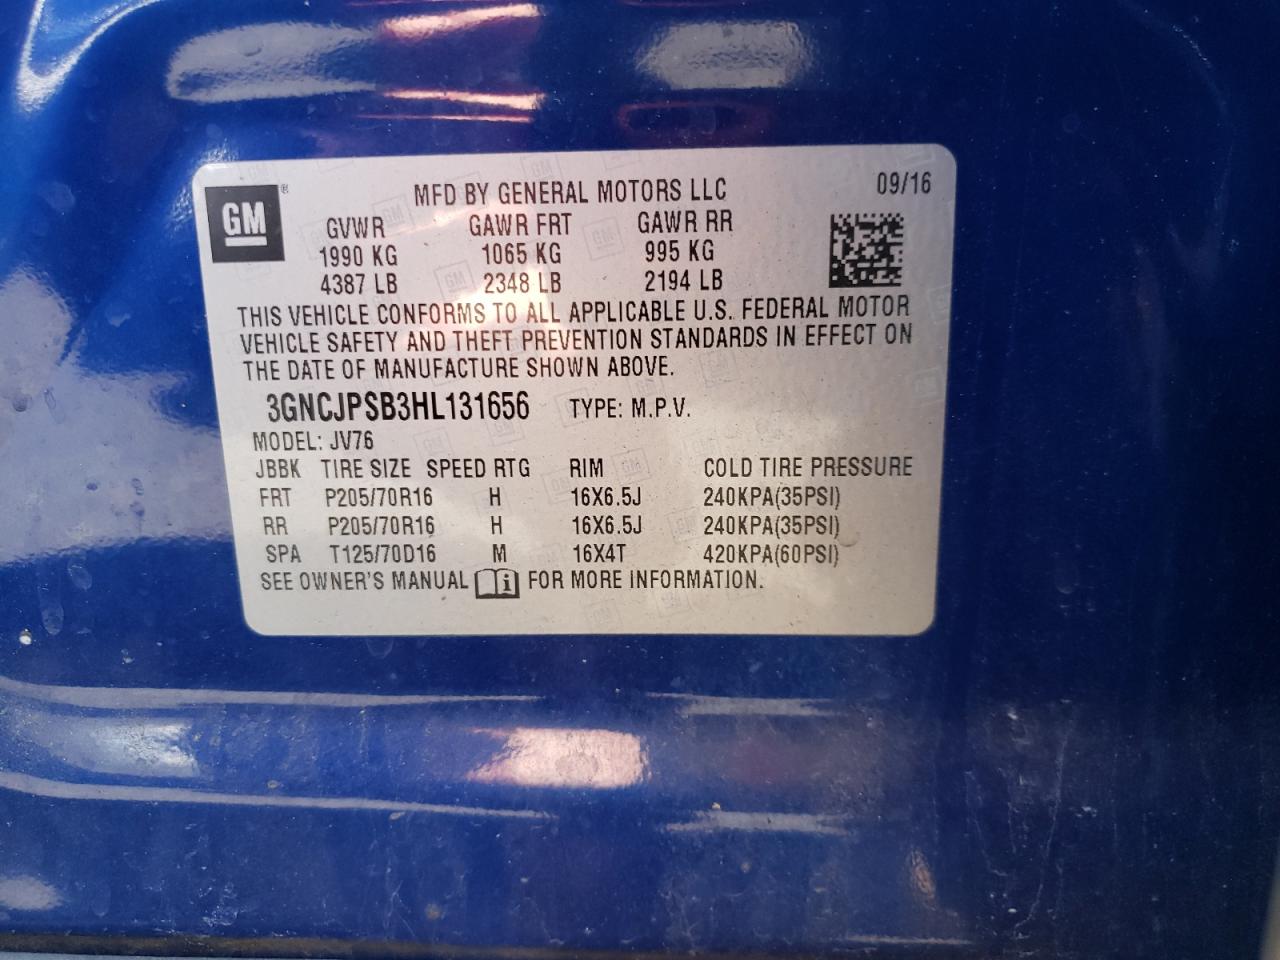 GM® MFD BY GENERAL MOTORS LLC 09/16
GVWR GAWR FRT GAWR RR
1990 KG 1065 KG 995 KG
4387 LB 2348 LB 2194 LB
THIS VEHICLE CONFORMS TO ALL APPLICABLE U.S. FEDERAL MOTOR
VEHICLE SAFETY AND THEFT PREVENTION STANDARDS IN EFFECT ON
THE DATE OF MANUFACTURE SHOWN ABOVE.
3GNCJPSB3HL131656 TYPE: M.P.V.
MODEL: JV76
JBBK TIRE SIZE SPEED RTG RIM COLD TIRE PRESSURE
FRT P205/70R16 H 16X6.5J 240KPA(35PSI)
RR P205/70R16 H 16X6.5J 240KPA(35PSI)
SPA T125/70D16 M 16X4T 420KPA(60PSI)
SEE OWNER'S MANUAL i FOR MORE INFORMATION.